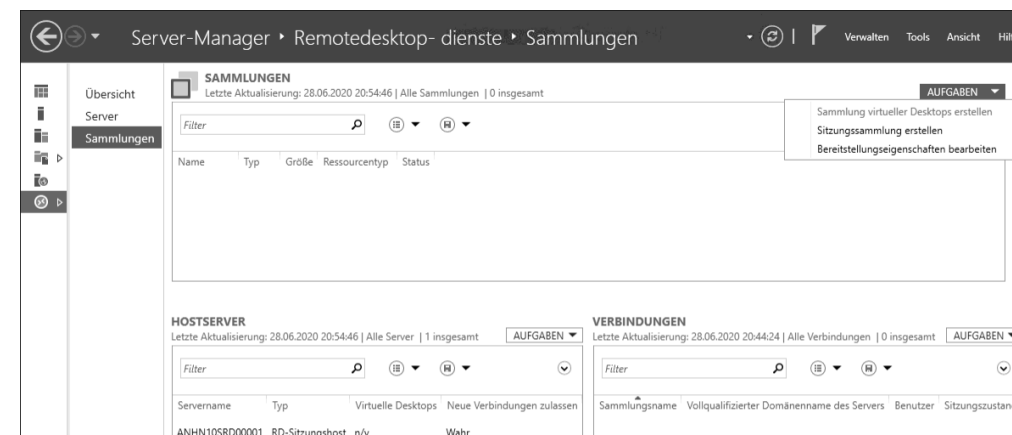 Server-Manager ‣ Remotedesktop- dienste ‣ Sammlungen
Verwalten Tools Ansicht
Übersicht
Server
Sammlungen
SAMMLUNGEN
Letzte Aktualisierung: 28.06.2020 20:54:46 | Alle Sammlungen | 0 insgesamt
AUFGABEN
Sammlung virtueller Desktops erstellen
Sitzungssammlung erstellen
Bereitstellungseigenschaften bearbeiten
Filter
Name Typ Größe Ressourcentyp Status
HOSTSERVER
Letzte Aktualisierung: 28.06.2020 20:54:46 | Alle Server | 1 insgesamt
AUFGABEN
Filter
Servername Typ Virtuelle Desktops Neue Verbindungen zulassen
ANHN10SRD00001 RD-Sitzungshost n/v Wahr
VERBINDUNGEN
Letzte Aktualisierung: 28.06.2020 20:44:24 | Alle Verbindungen | 0 insgesamt
AUFGABEN
Filter
Sammlungsname Vollqualifizierter Domänenname des Servers Benutzer Sitzungszustan